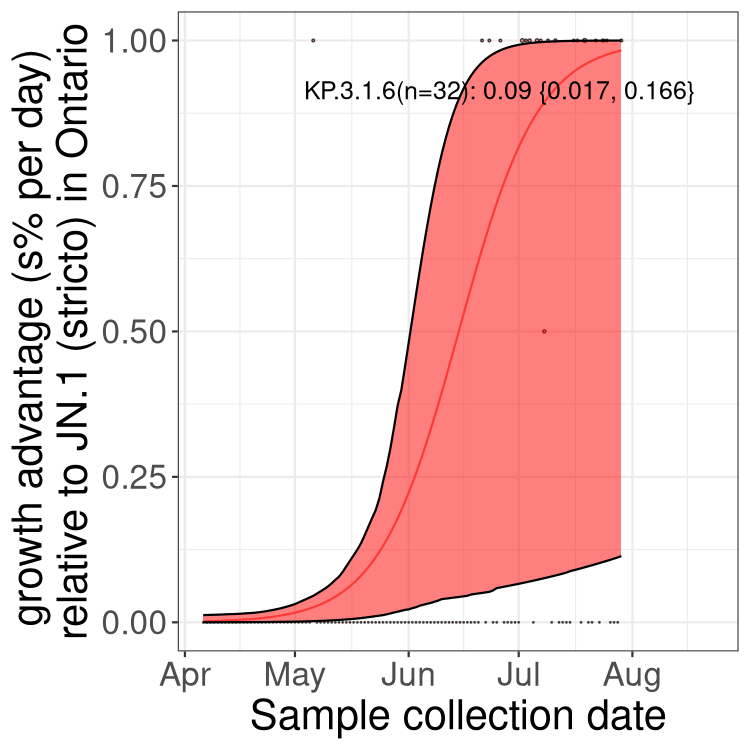 growth advantage (s% per day)
relative to JN.1 (stricto) in Ontario
1.00
0.75
0.50
0.25
0.00
KP.3.1.6(n=32): 0.09 {0.017, 0.166}
Apr May Jun Jul Aug
Sample collection date